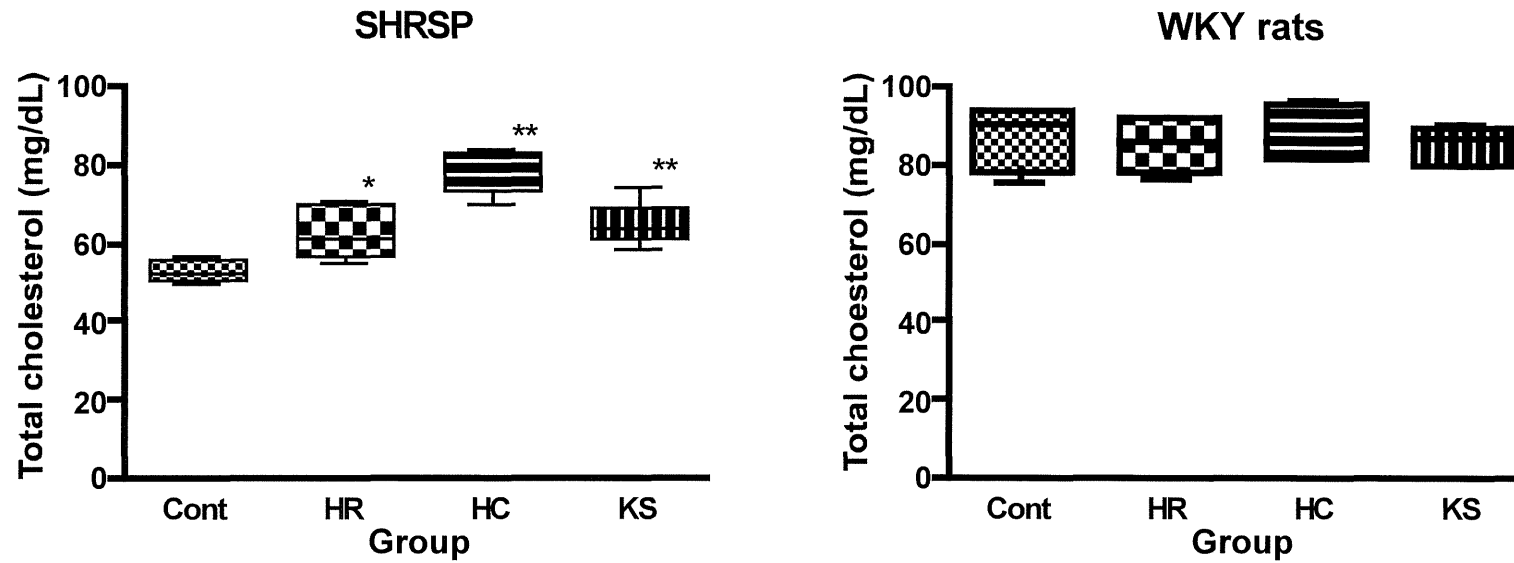 SHRSP
Total cholesterol (mg/dL)
100
80
60
40
20
0
*
**
**
Cont HR HC KS
Group
WKY rats
Total choesterol (mg/dL)
100
80
60
40
20
0
Cont HR HC KS
Group